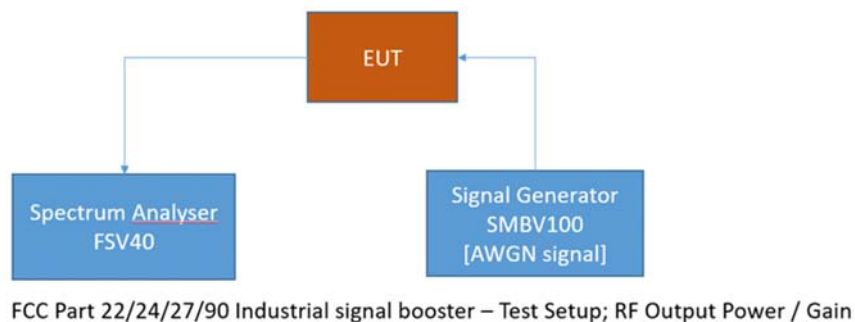 EUT
Spectrum Analyser
FSV40
Signal Generator
SMBV100
[AWGN signal]
FCC Part 22/24/27/90 Industrial signal booster – Test Setup; RF Output Power / Gain